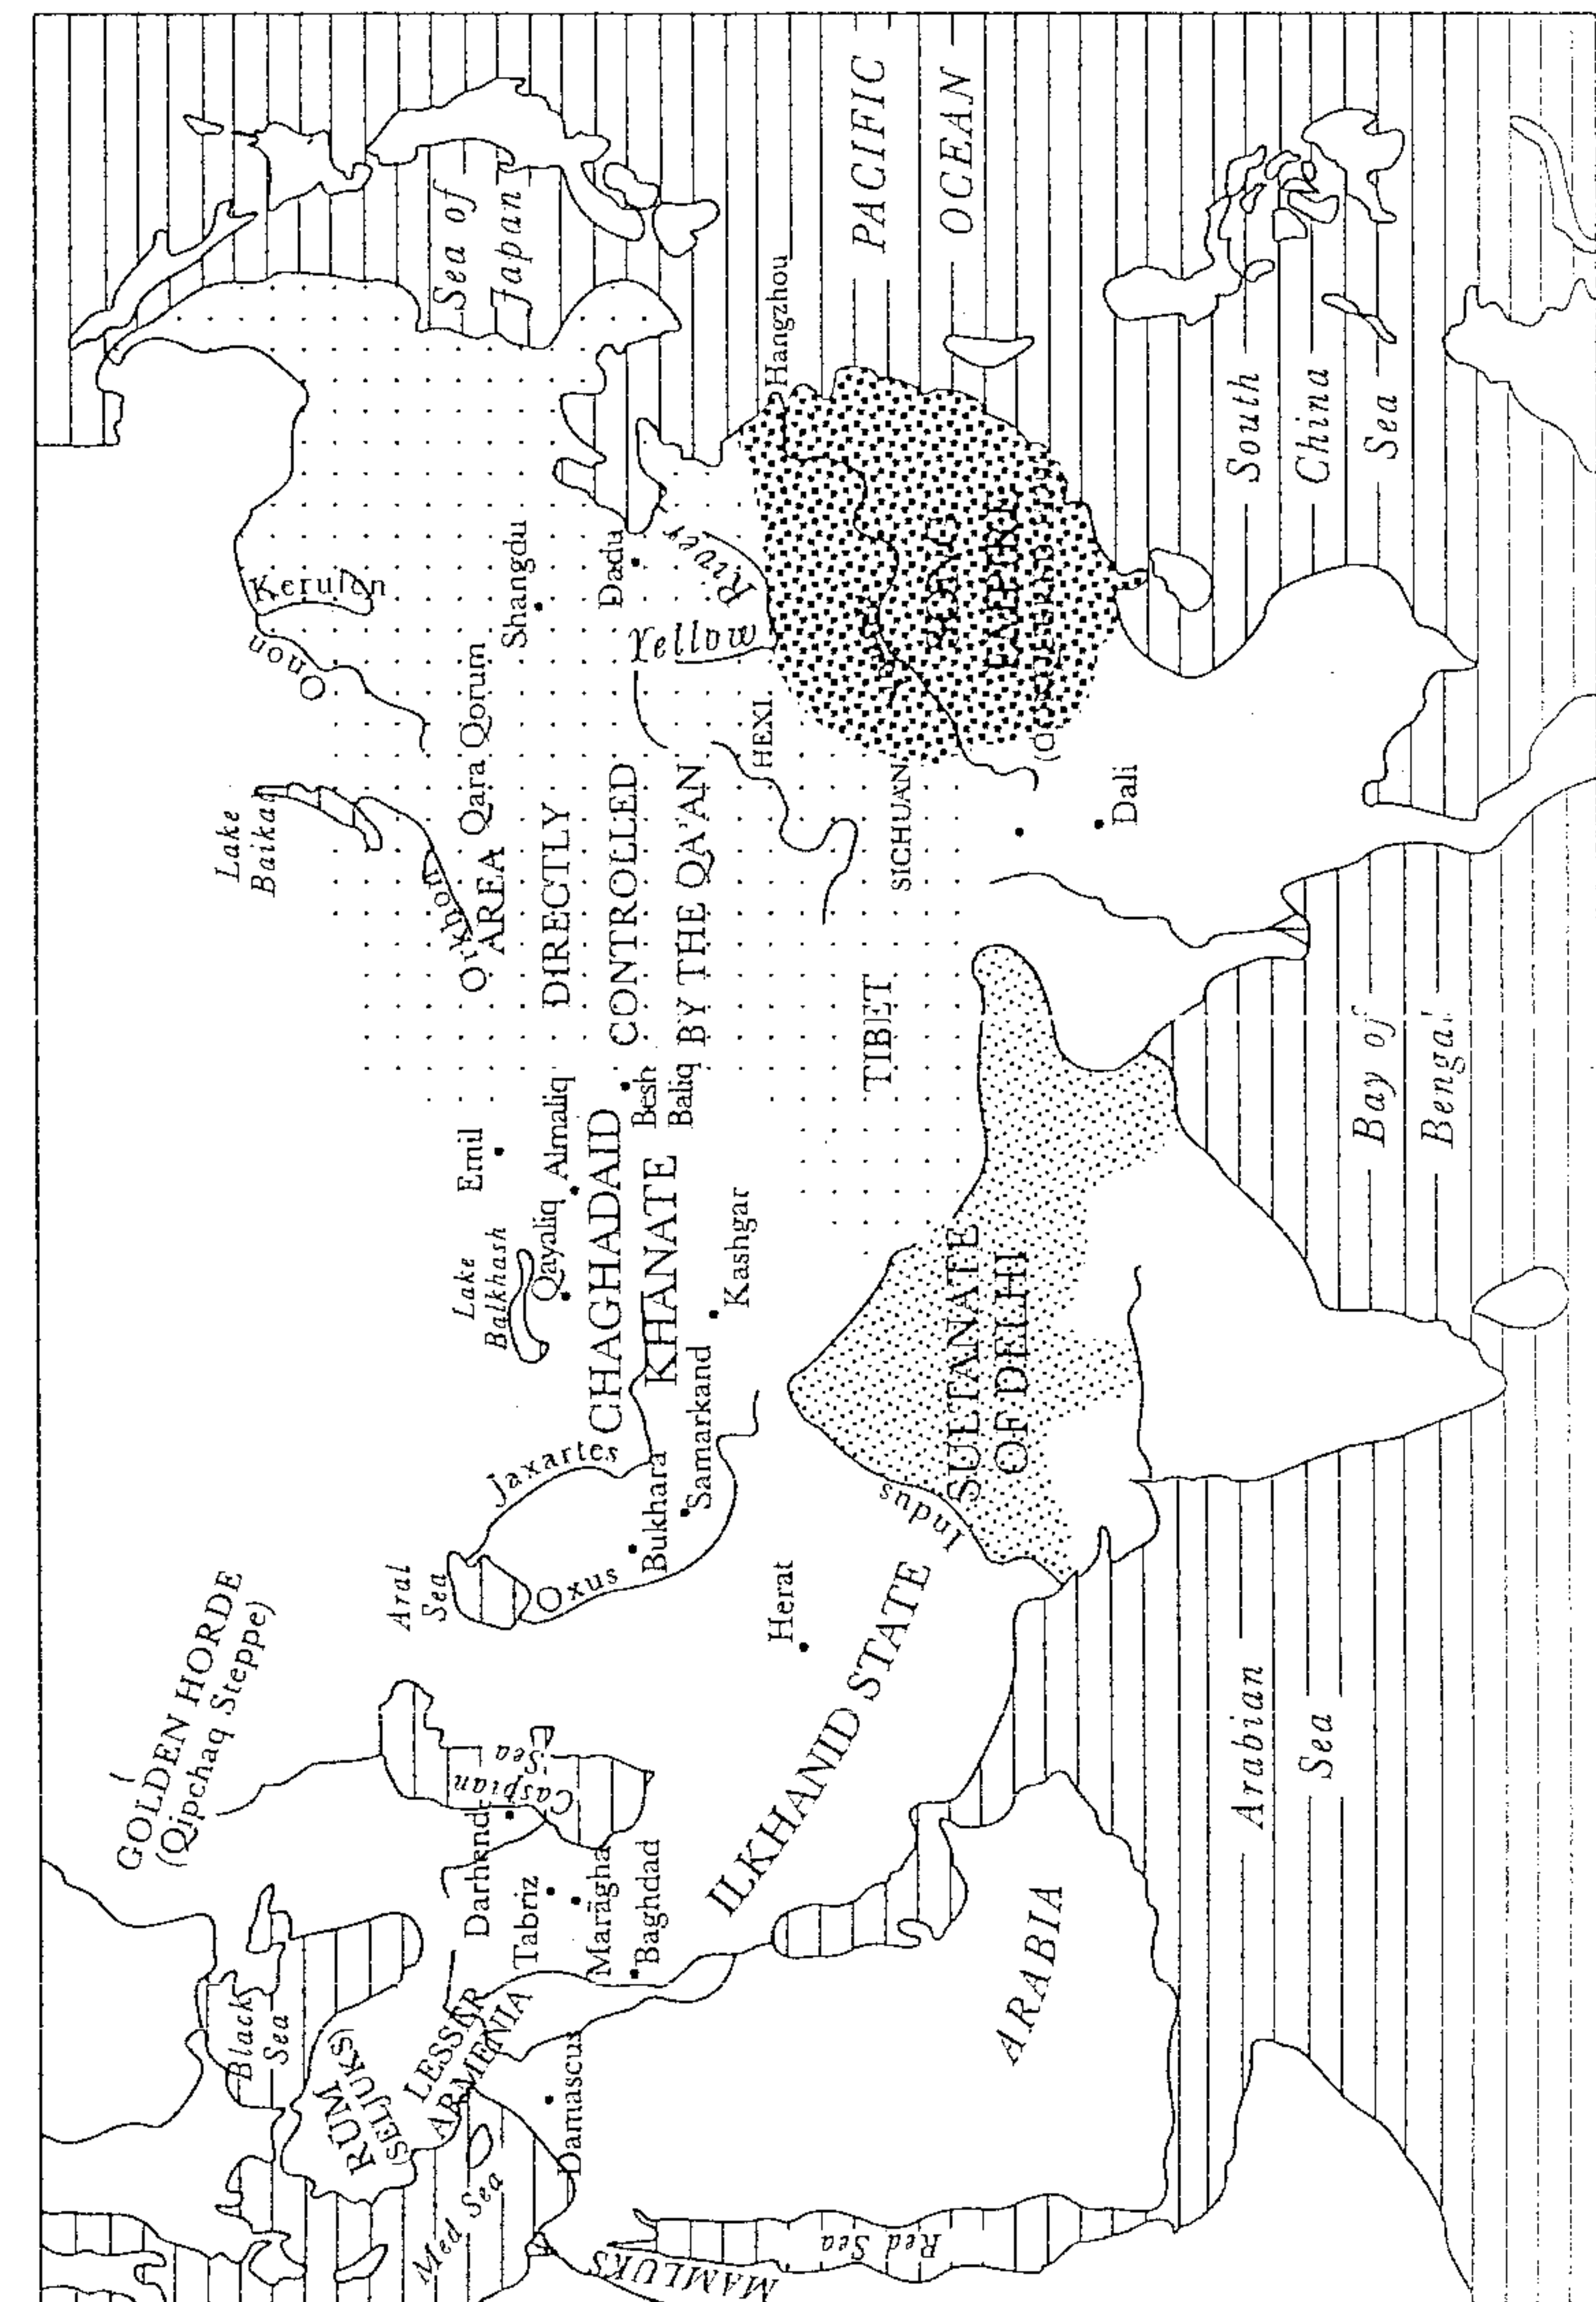 GOLDEN HORDE
(Qipchaq Steppe)
Lake
Baikal
Onon
Kerulen
Black
Sea
RUM
(SELJUKS)
LESSER
ARMENIA
Med Sea
Aral
Sea
Caspian
Sea
Jaxartes
Oxus
Lake
Balkhash
Emil
Orkhon
Qara Qorum
Shangdu
Sea of
Japan
Darhend
Tabriz
Marāgha
Baghdad
Damascus
Bukhara
Samarkand
Qayaliq
Almaliq
CHAGHADAID
KHANATE
Besh
Baliq
Kashgar
AREA
DIRECTLY
CONTROLLED
BY THE QA'AN
Dadu
Yellow River
HEXI
Hangzhou
MAMLUKS
Red Sea
ILKHANID STATE
Herat
Indus
TIBET
SICHUAN
SONG
EMPIRE
PACIFIC
OCEAN
ARABIA
SULTANATE
OF DELHI
Dali
Arabian
Sea
Bay of
Bengal
South
China
Sea